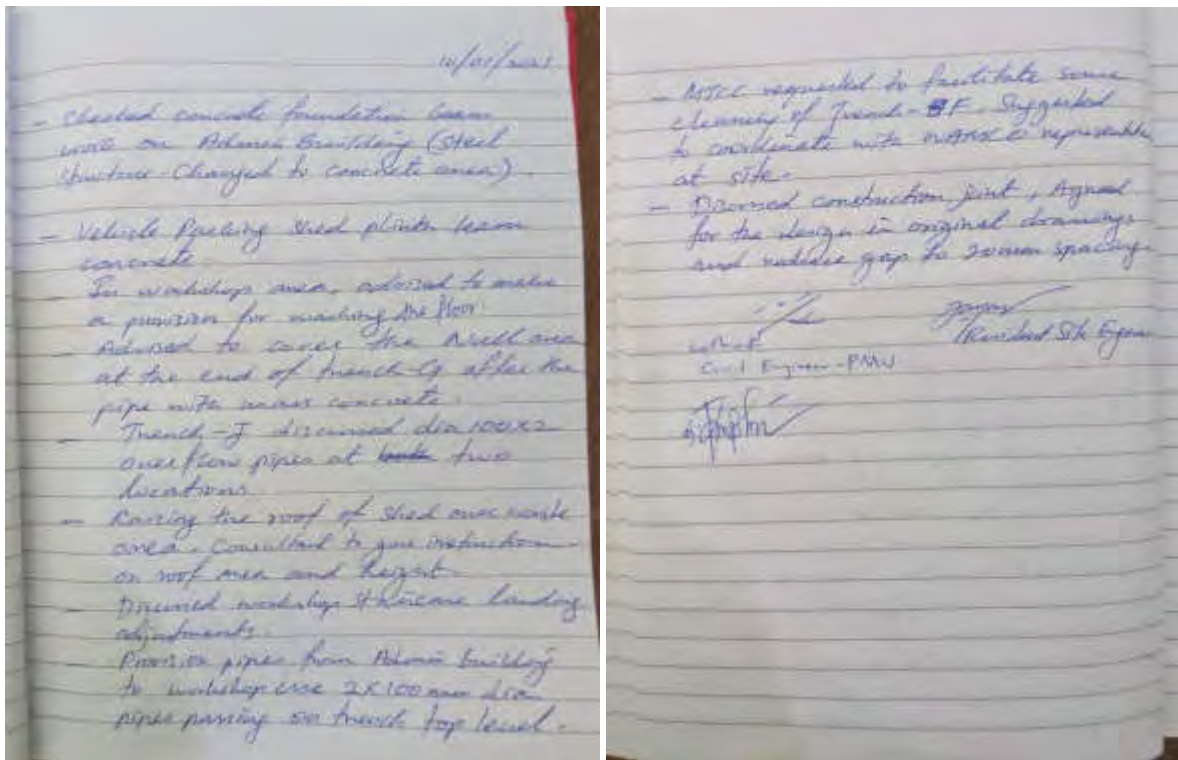 10/01/2021
- Checked concrete foundation beam
work on Admin Building (Steel
structure - Changed to concrete area).
- Vehicle Parking Shed plinth beam
concrete.
- In workshop area, advised to make
a provision for washing the floor.
- Advised to cover the area
at the end of trench-G after the
pipe with mass concrete.
- Trench-J discussed dia 100x2
overflow pipes at two
locations
- Raising the roof of shed over waste
area. Consultant to give instruction
on roof area and height.
- Discussed workshop staircase landing
adjustments.
- Provision pipes from Admin building
to workshop use 2x100mm dia
pipes passing on trench top level.
- MTCC requested to facilitate some
cleaning of Trench-F. Suggested
to coordinate with representative
at site.
- Discussed construction joint, Agreed
for the design in original drawings
and reduce gap to 20mm spacing.
Resident Site Engineer
Civil Engineer - PMU